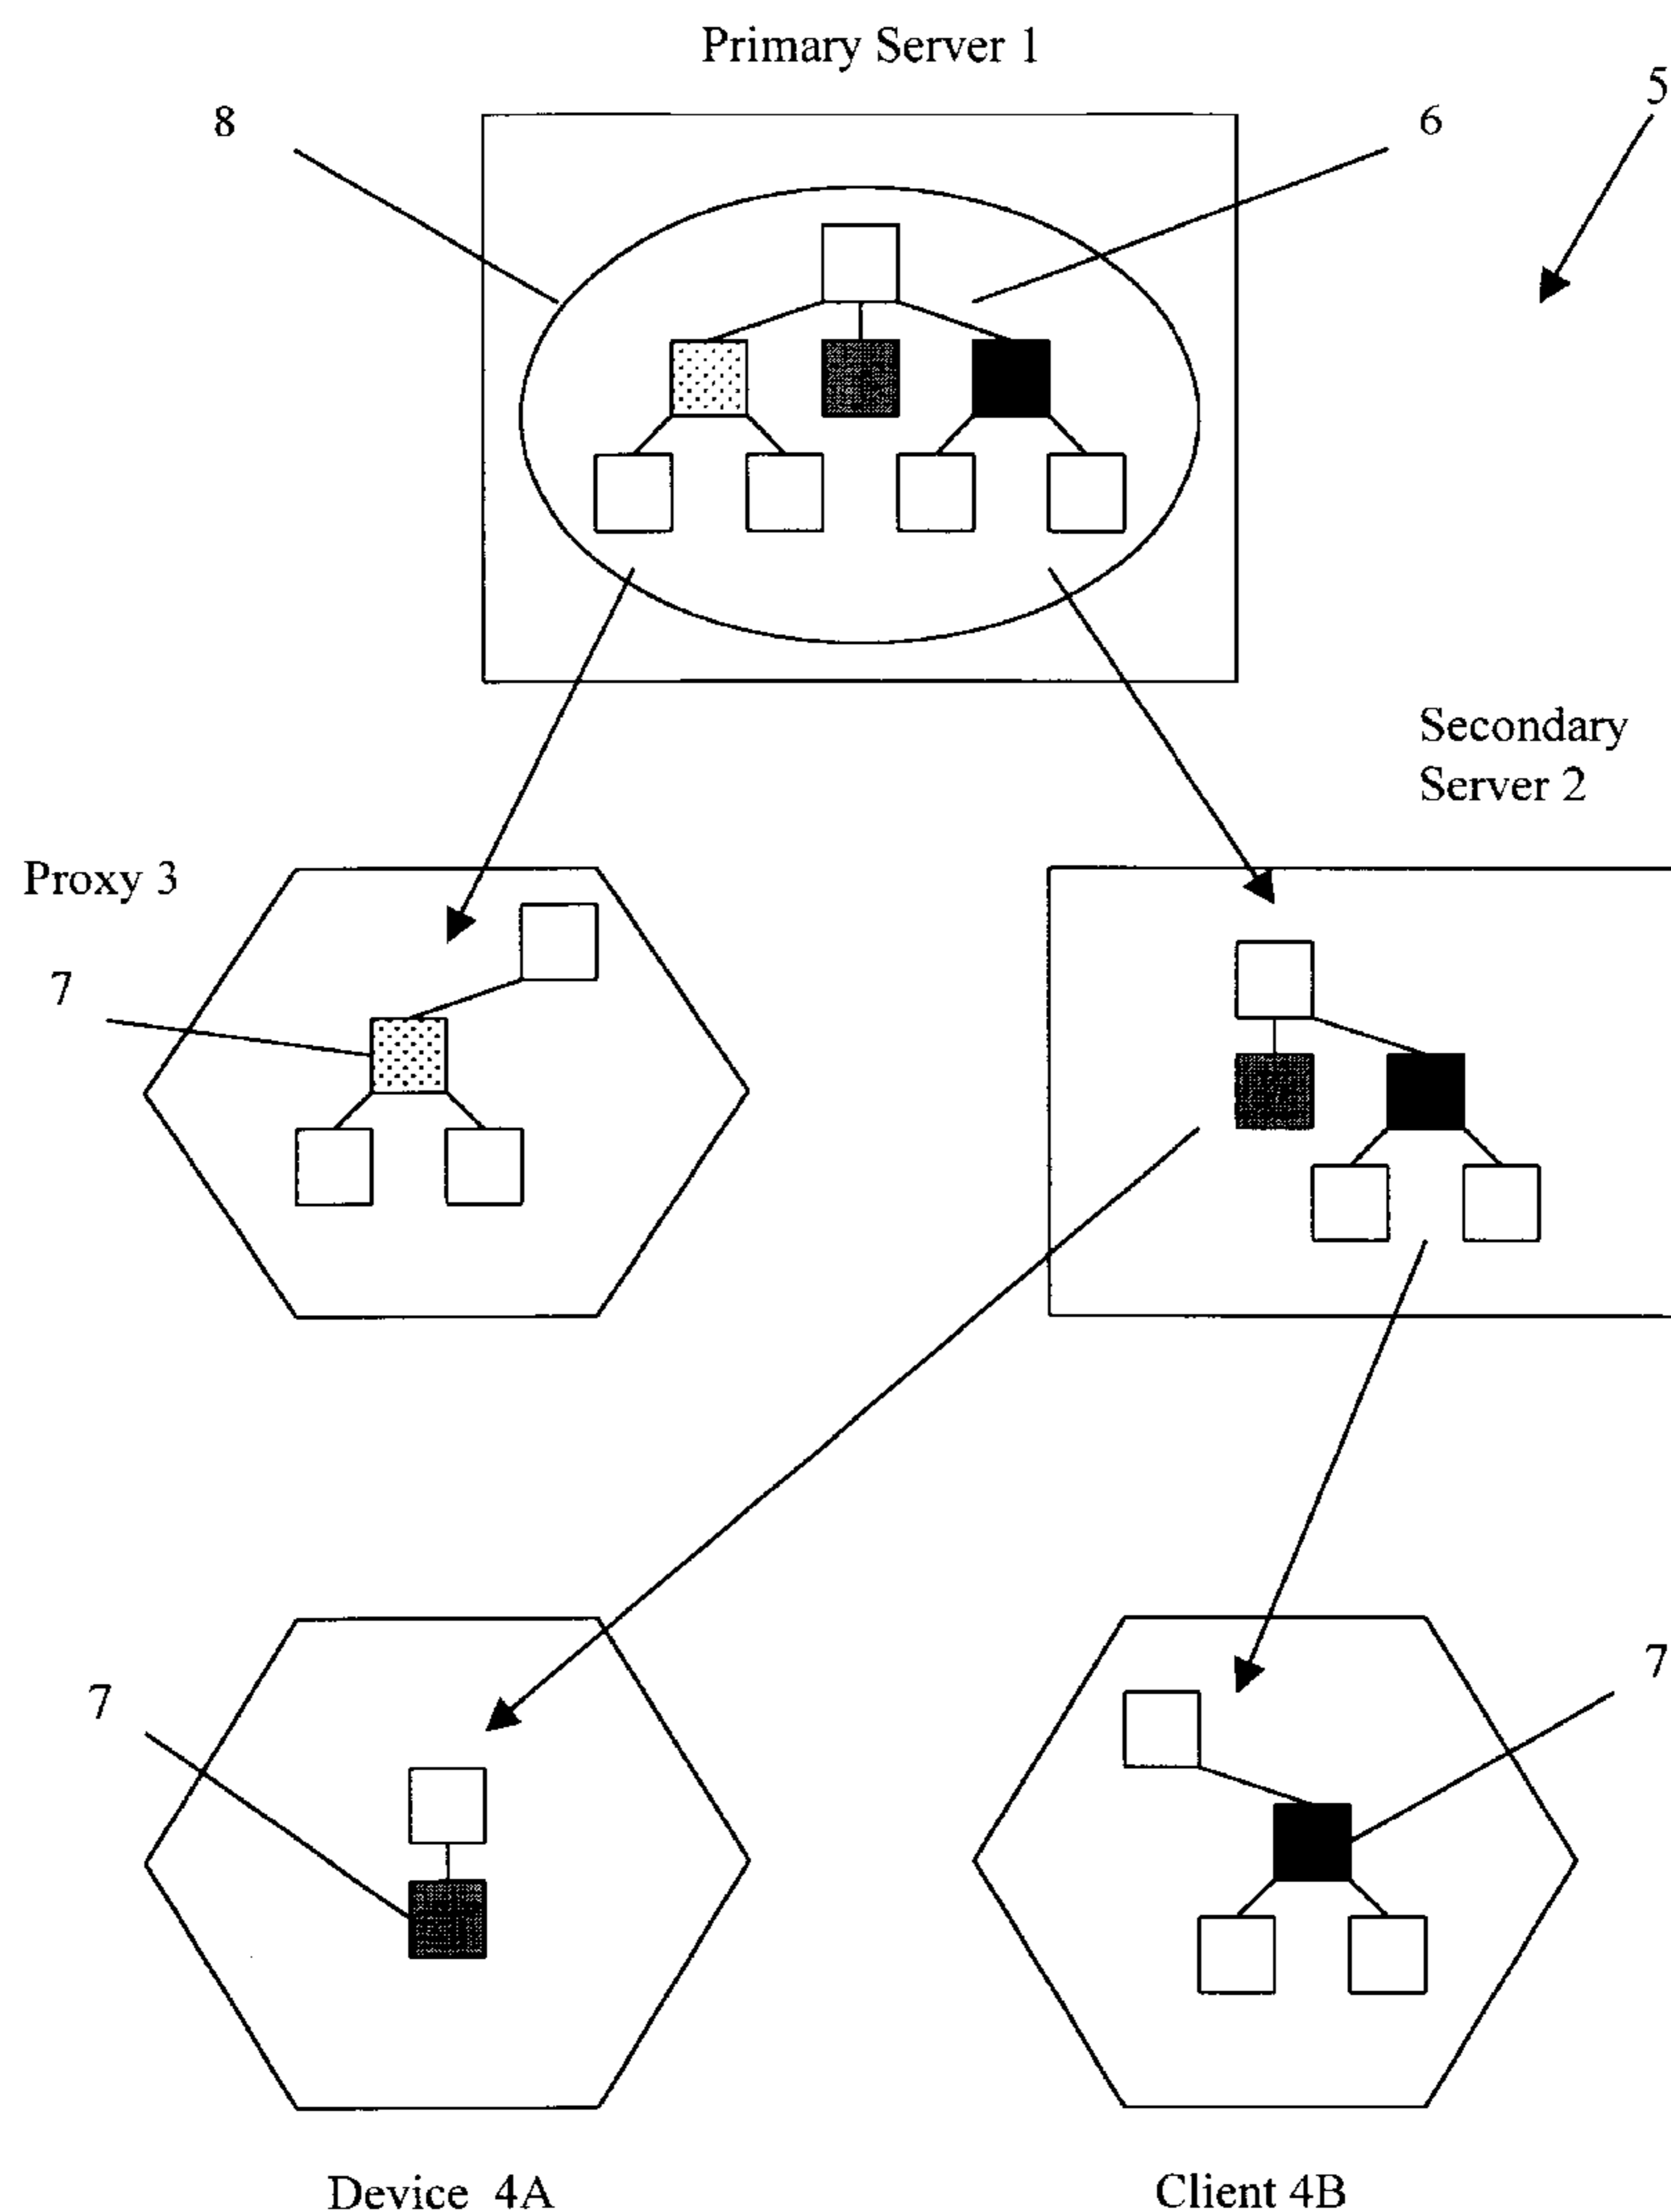 Primary Server 1
8
6
5
Secondary
Server 2
Proxy 3
7
7
7
Device 4A
Client 4B